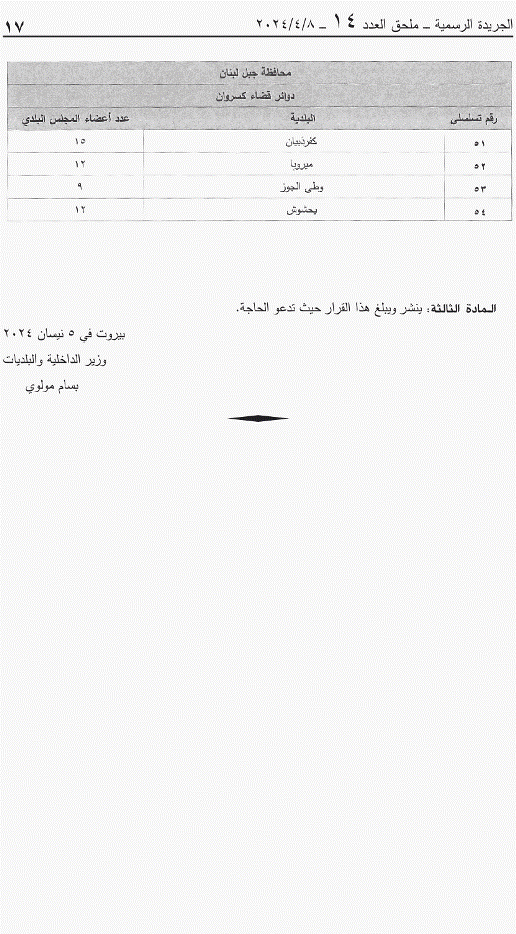 الجريدة الرسمية ـ ملحق العدد ١٤ ـ ٢٠٢٤/٤/٨ ١٧
محافظة جبل لبنان
دوائر قضاء كسروان
رقم تسلسلي البلدية عدد أعضاء المجلس البلدي
٥١ كفرذبيان ١٥
٥٢ ميروبا ١٢
٥٣ وطى الجوز ٩
٥٤ يحشوش ١٢
المادة الثالثة: ينشر ويبلغ هذا القرار حيث تدعو الحاجة.
بيروت في ٥ نيسان ٢٠٢٤
وزير الداخلية والبلديات
بسام مولوي